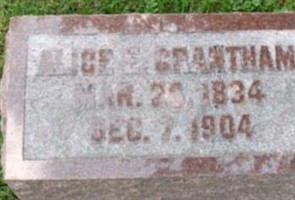 ALICE E. GRANTHAM
MAR. 26, 1834
DEC. 7, 1904